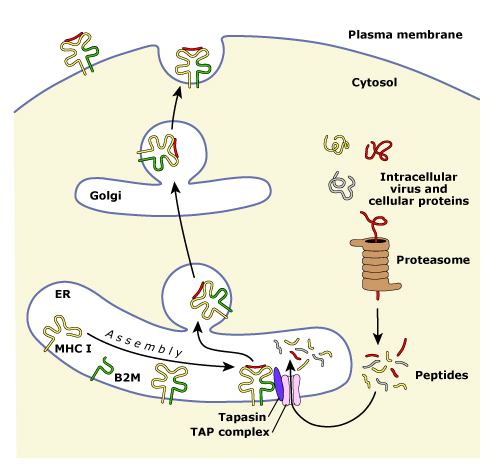 Plasma membrane
Cytosol
Intracellular
virus and
cellular proteins
Golgi
Proteasome
ER
Assembly
MHC I
B2M
Peptides
Tapasin
TAP complex